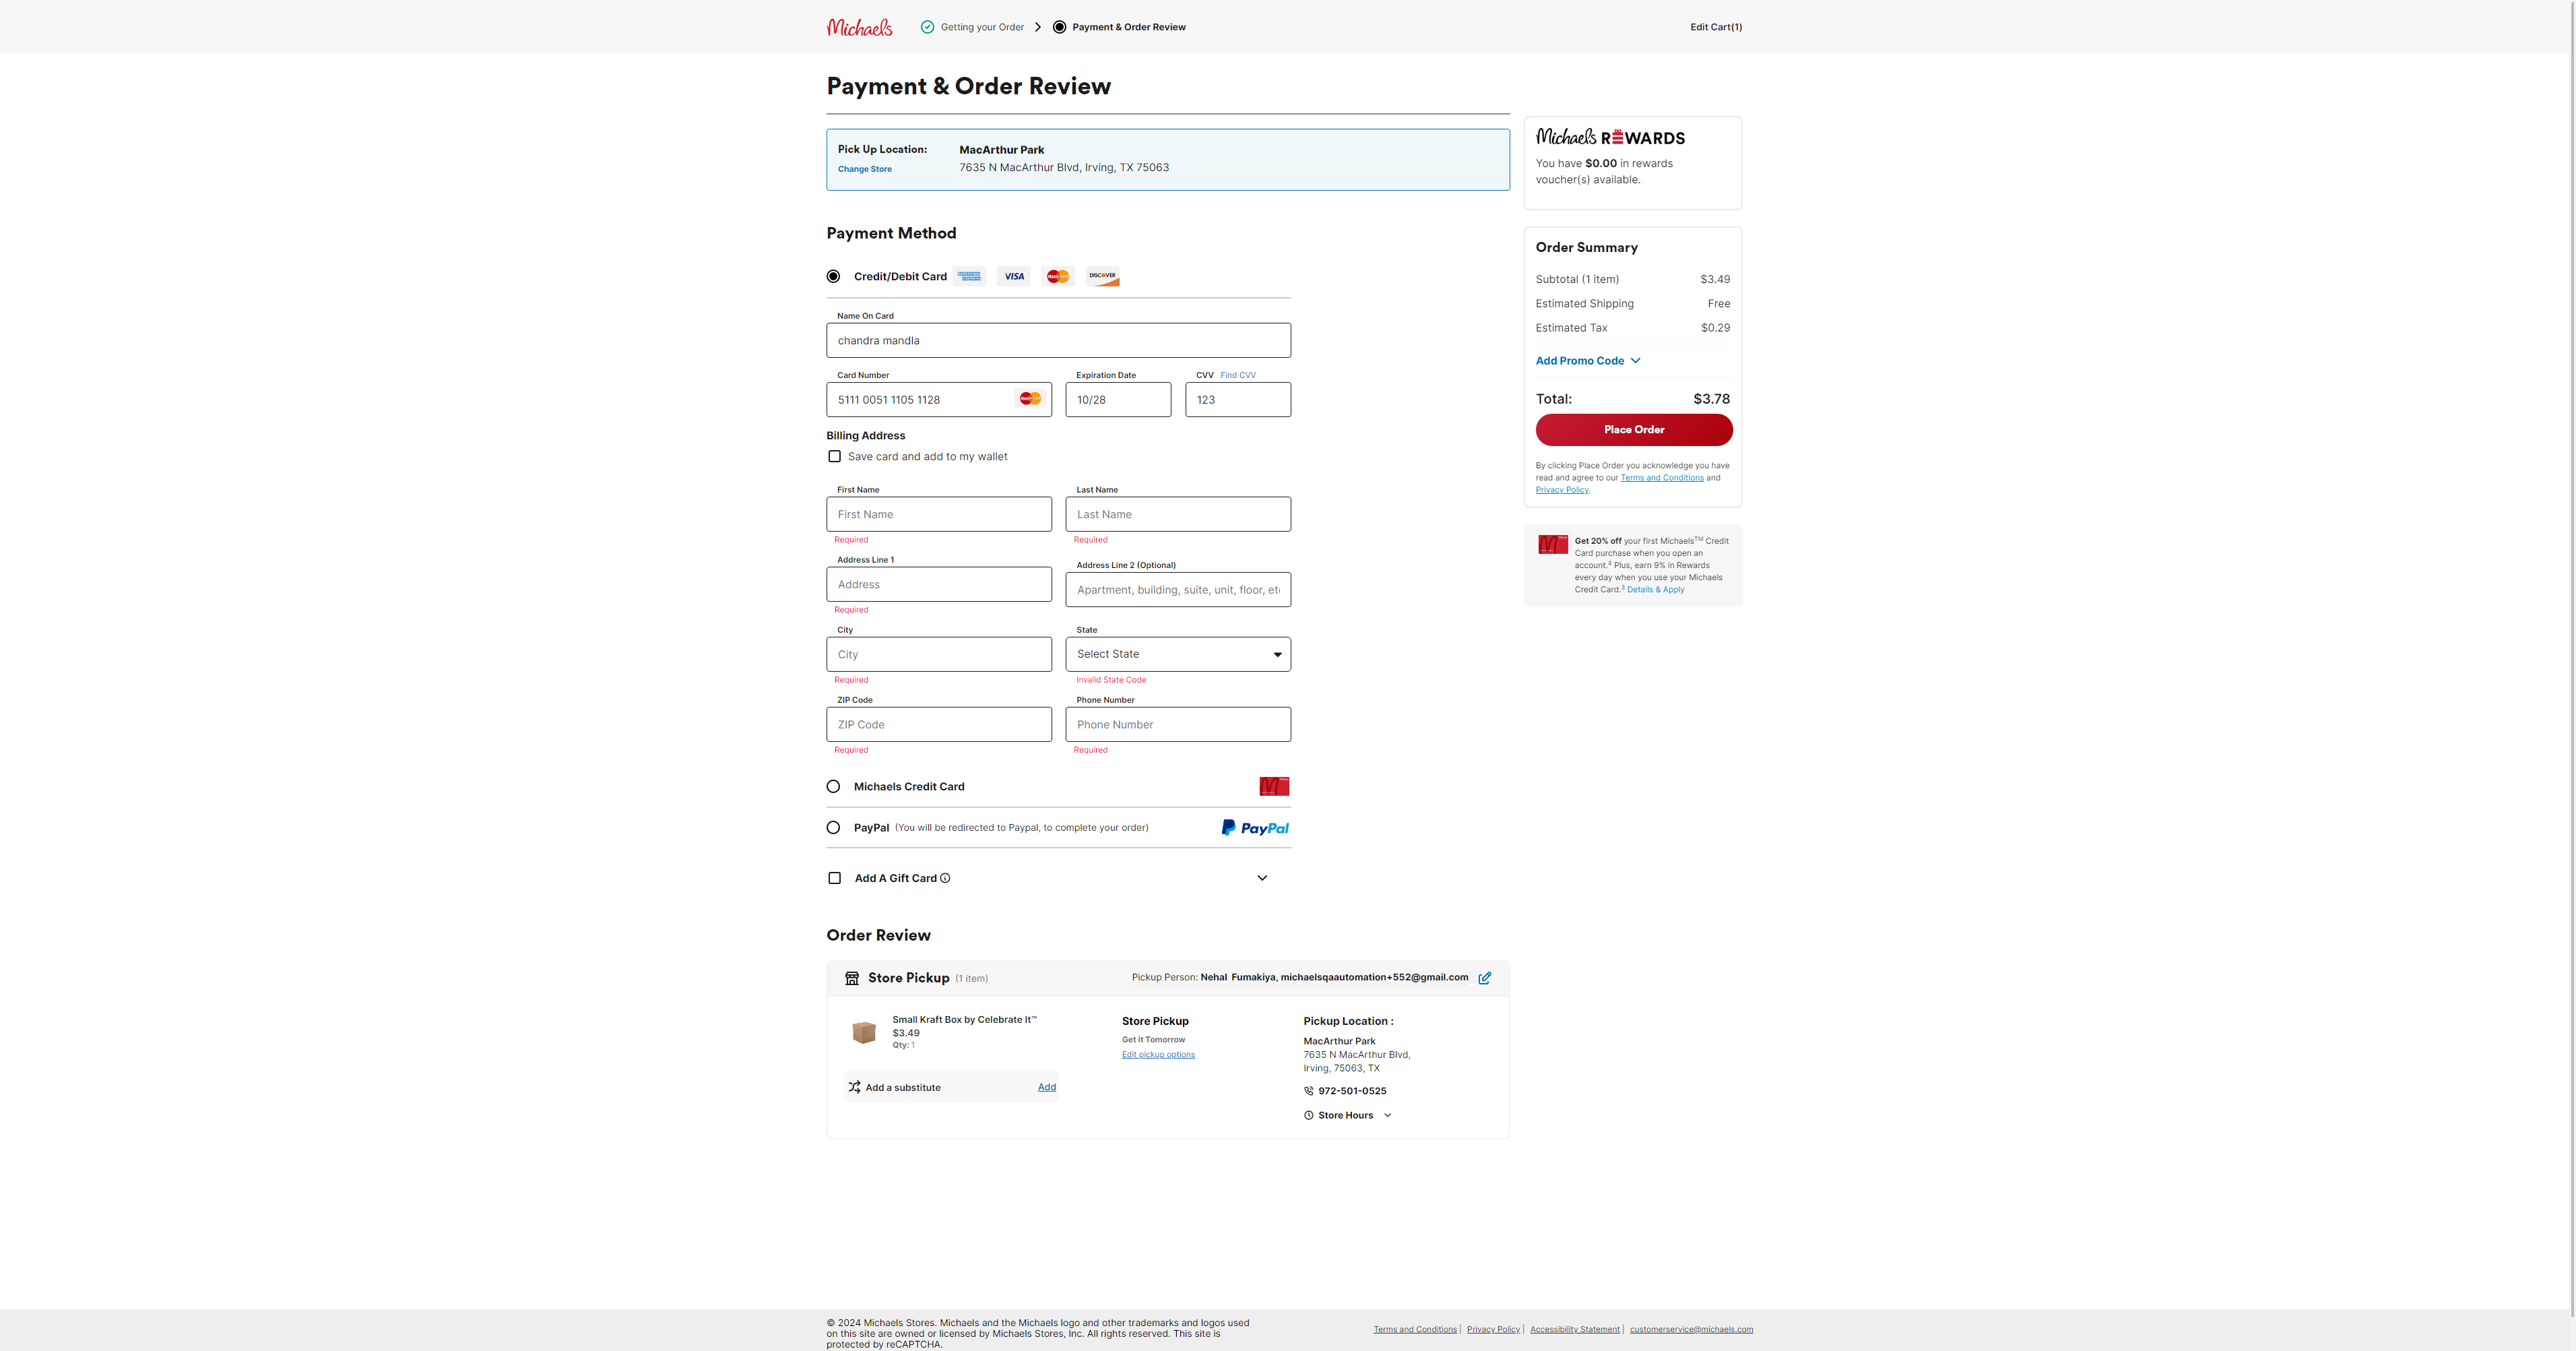 Michaels
Getting your Order
Payment & Order Review
Edit Cart(1)
Payment & Order Review
Pick Up Location:
Change Store
MacArthur Park
7635 N MacArthur Blvd, Irving, TX 75063
Payment Method
Credit/Debit Card
VISA
DISCOVER
Name On Card
chandra mandla
Card Number
5111 0051 1105 1128
Expiration Date
10/28
CVV Find CVV
123
Billing Address
Save card and add to my wallet
First Name
First Name
Required
Last Name
Last Name
Required
Address Line 1
Address
Required
Address Line 2 (Optional)
Apartment, building, suite, unit, floor, etc
City
City
Required
State
Select State
Invalid State Code
ZIP Code
ZIP Code
Required
Phone Number
Phone Number
Required
Michaels Credit Card
PayPal (You will be redirected to Paypal, to complete your order)
PayPal
Add A Gift Card
Order Review
Store Pickup (1 item)
Pickup Person: Nehal Fumakiya, michaelsqaautomation+552@gmail.com
Small Kraft Box by Celebrate It™
$3.49
Qty: 1
Add a substitute
Add
Store Pickup
Get it Tomorrow
Edit pickup options
Pickup Location :
MacArthur Park
7635 N MacArthur Blvd,
Irving, 75063, TX
972-501-0525
Store Hours
Michaels REWARDS
You have $0.00 in rewards
voucher(s) available.
Order Summary
Subtotal (1 item) $3.49
Estimated Shipping Free
Estimated Tax $0.29
Add Promo Code
Total: $3.78
Place Order
By clicking Place Order you acknowledge you have
read and agree to our Terms and Conditions and
Privacy Policy.
Get 20% off your first Michaels™ Credit
Card purchase when you open an
account.⁴ Plus, earn 9% in Rewards
every day when you use your Michaels
Credit Card.³ Details & Apply
© 2024 Michaels Stores. Michaels and the Michaels logo and other trademarks and logos used
on this site are owned or licensed by Michaels Stores, Inc. All rights reserved. This site is
protected by reCAPTCHA.
Terms and Conditions | Privacy Policy | Accessibility Statement | customerservice@michaels.com